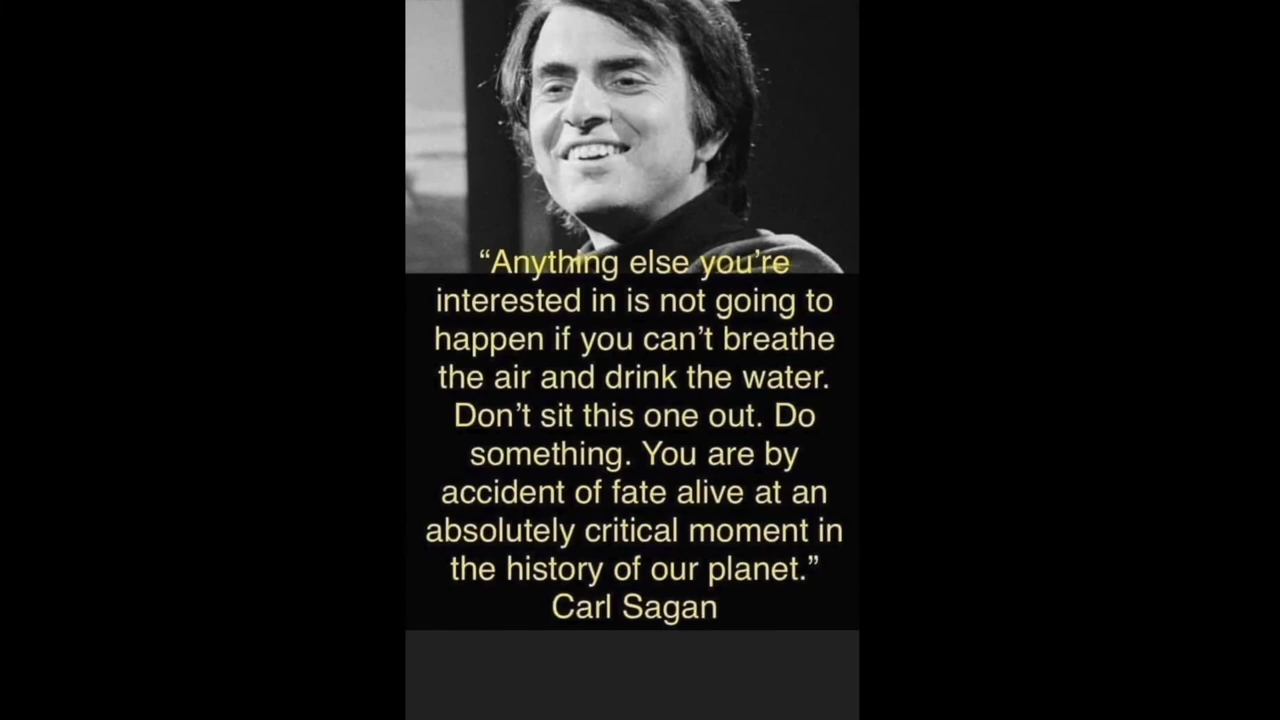 “Anything else you’re
interested in is not going to
happen if you can’t breathe
the air and drink the water.
Don’t sit this one out. Do
something. You are by
accident of fate alive at an
absolutely critical moment in
the history of our planet.”
Carl Sagan